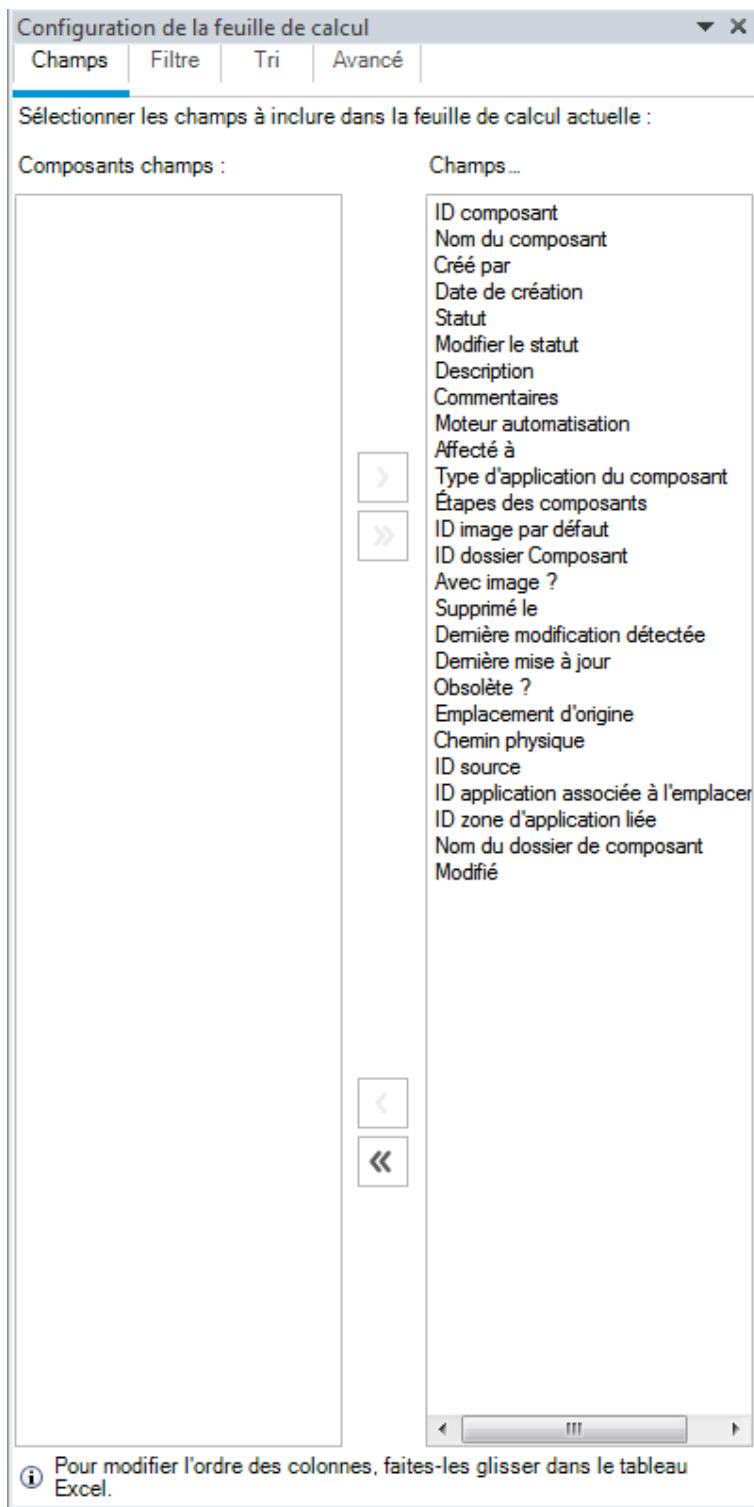 Configuration de la feuille de calcul
Champs Filtre Tri Avancé
Sélectionner les champs à inclure dans la feuille de calcul actuelle :
Composants champs :
Champs...
ID composant
Nom du composant
Créé par
Date de création
Statut
Modifier le statut
Description
Commentaires
Moteur automatisation
Affecté à
Type d'application du composant
Étapes des composants
ID image par défaut
ID dossier Composant
Avec image ?
Supprimé le
Dernière modification détectée
Dernière mise à jour
Obsolète ?
Emplacement d'origine
Chemin physique
ID source
ID application associée à l'emplacer
ID zone d'application liée
Nom du dossier de composant
Modifié
Pour modifier l'ordre des colonnes, faites-les glisser dans le tableau
Excel.